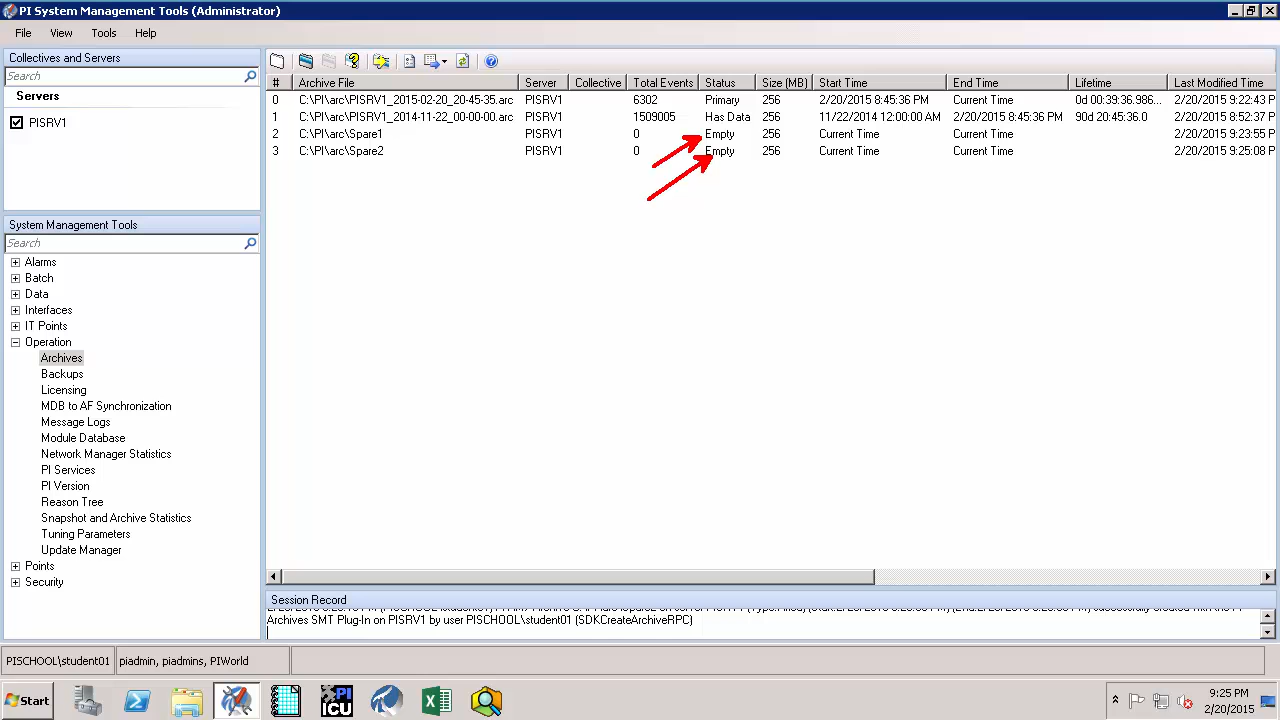 PI System Management Tools (Administrator)
File View Tools Help
Collectives and Servers
Search
Servers
PISRV1
System Management Tools
Search
Alarms
Batch
Data
Interfaces
IT Points
Operation
Archives
Backups
Licensing
MDB to AF Synchronization
Message Logs
Module Database
Network Manager Statistics
PI Services
PI Version
Reason Tree
Snapshot and Archive Statistics
Tuning Parameters
Update Manager
Points
Security
# Archive File Server Collective Total Events Status Size (MB) Start Time End Time Lifetime Last Modified Time
0 C:\PI\arc\PISRV1_2015-02-20_20-45-35.arc PISRV1 6302 Primary 256 2/20/2015 8:45:36 PM Current Time 0d 00:39:36.986... 2/20/2015 9:22:43 P
1 C:\PI\arc\PISRV1_2014-11-22_00-00-00.arc PISRV1 1509005 Has Data 256 11/22/2014 12:00:00 AM 2/20/2015 8:45:36 PM 90d 20:45:36.0 2/20/2015 8:52:37 P
2 C:\PI\arc\Spare1 PISRV1 0 Empty 256 Current Time Current Time 2/20/2015 9:23:55 P
3 C:\PI\arc\Spare2 PISRV1 0 Empty 256 Current Time Current Time 2/20/2015 9:25:08 P
Session Record
Archives SMT Plug-In on PISRV1 by user PISCHOOL\student01 (SDKCreateArchiveRPC)
PISCHOOL\student01 piadmin, piadmins, PIWorld
Start
PI
ICU
9:25 PM
2/20/2015